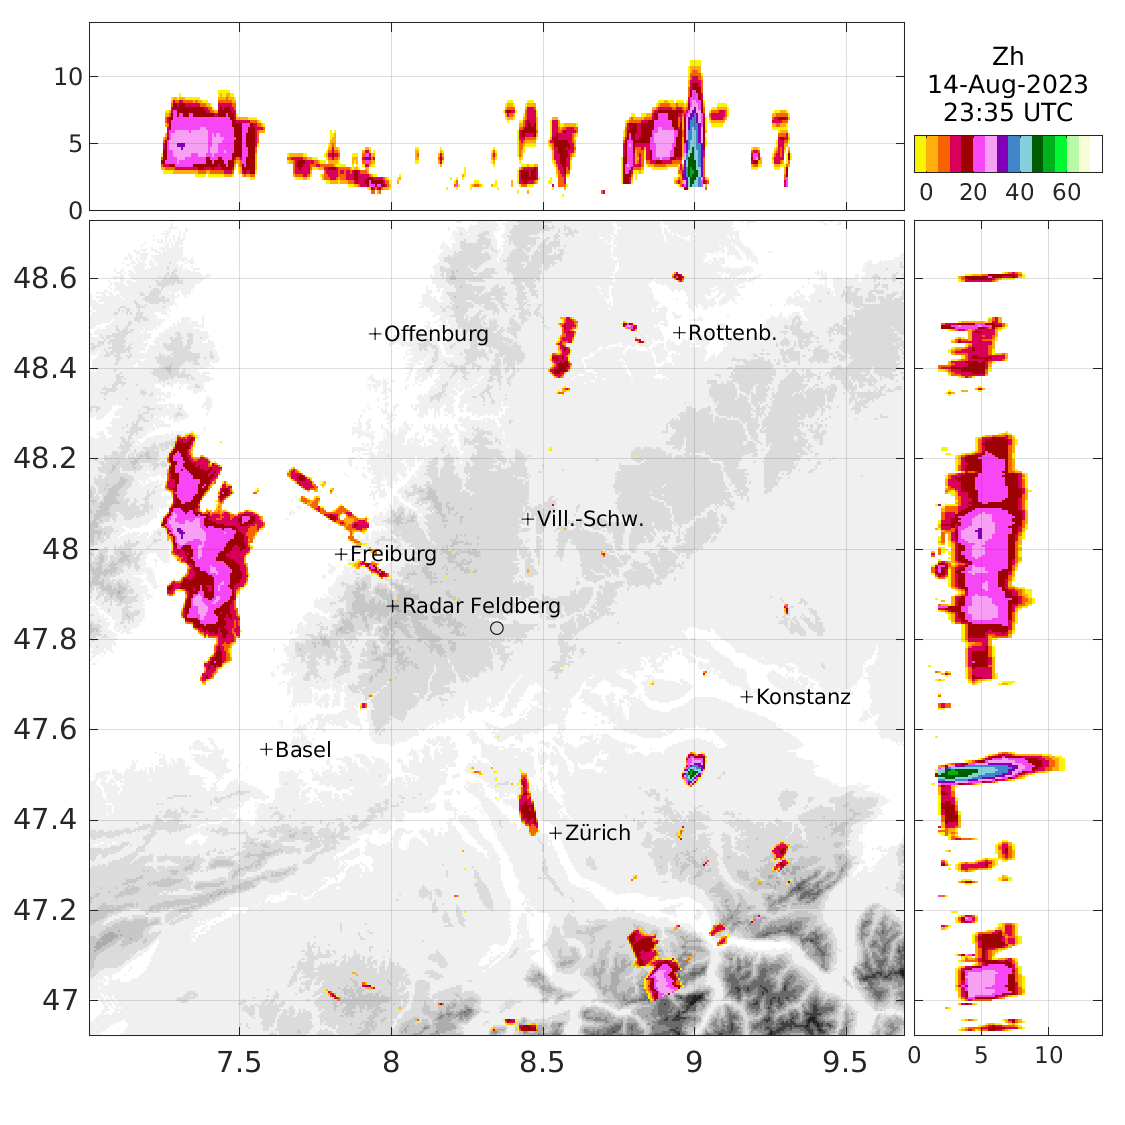 10
5
0
Zh
14-Aug-2023
23:35 UTC
0 20 40 60
48.6
48.4
48.2
48
47.8
47.6
47.4
47.2
47
Offenburg
Rottenb.
Vill.-Schw.
Freiburg
Radar Feldberg
Konstanz
Basel
Zürich
7.5 8 8.5 9 9.5
0 5 10